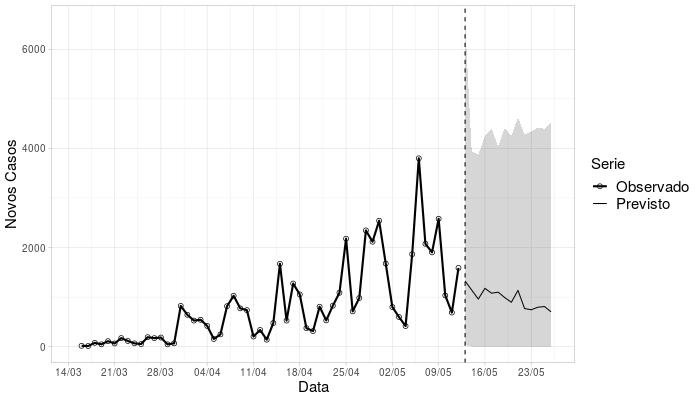 Novos Casos
6000
4000
2000
0
14/03 21/03 28/03 04/04 11/04 18/04 25/04 02/05 09/05 16/05 23/05
Data
Serie
Observado
Previsto